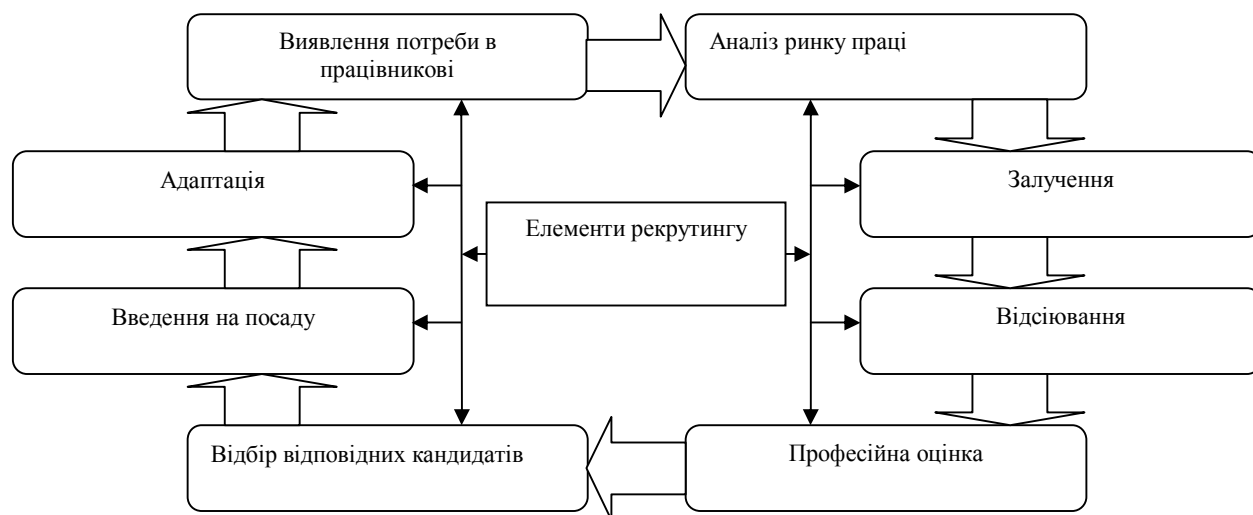 Виявлення потреби в
працівникові
Аналіз ринку праці
Адаптація
Залучення
Елементи рекрутингу
Введення на посаду
Відсіювання
Відбір відповідних кандидатів
Професійна оцінка